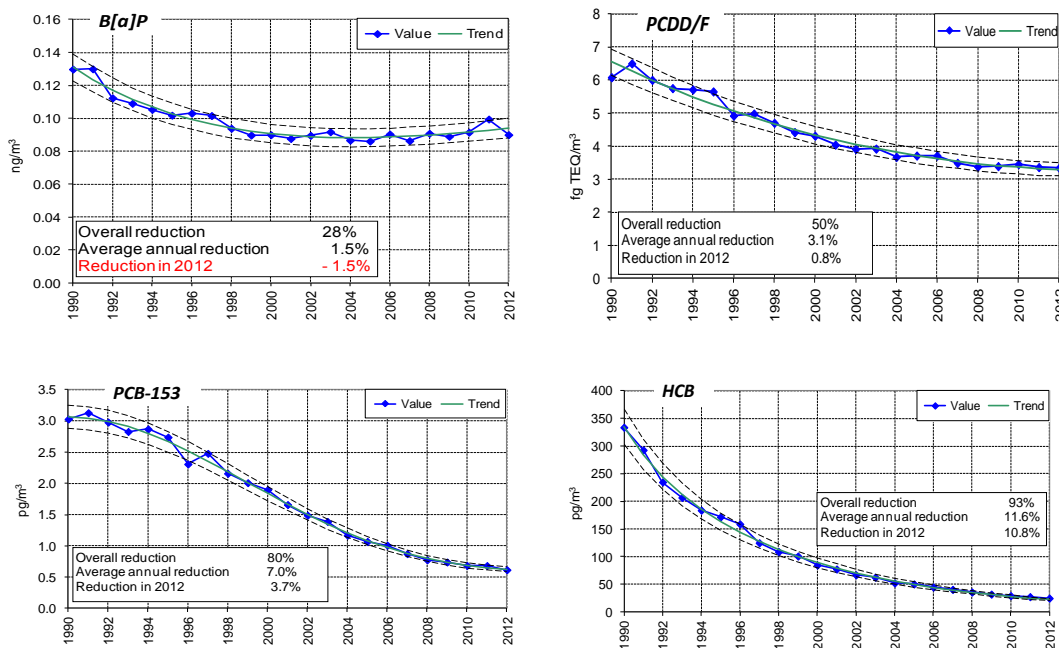 B[a]P
Value Trend
0.16
0.14
0.12
0.10
0.08
0.06
0.04
0.02
0.00
ng/m³
Overall reduction 28%
Average annual reduction 1.5%
Reduction in 2012 - 1.5%
1990 1992 1994 1996 1998 2000 2002 2004 2006 2008 2010 2012
PCDD/F
Value Trend
8
7
6
5
4
3
2
1
0
fg TEQ/m³
Overall reduction 50%
Average annual reduction 3.1%
Reduction in 2012 0.8%
1990 1992 1994 1996 1998 2000 2002 2004 2006 2008 2010 2012
PCB-153
Value Trend
3.5
3.0
2.5
2.0
1.5
1.0
0.5
0.0
pg/m³
Overall reduction 80%
Average annual reduction 7.0%
Reduction in 2012 3.7%
1990 1992 1994 1996 1998 2000 2002 2004 2006 2008 2010 2012
HCB
Value Trend
400
350
300
250
200
150
100
50
0
pg/m³
Overall reduction 93%
Average annual reduction 11.6%
Reduction in 2012 10.8%
1990 1992 1994 1996 1998 2000 2002 2004 2006 2008 2010 2012